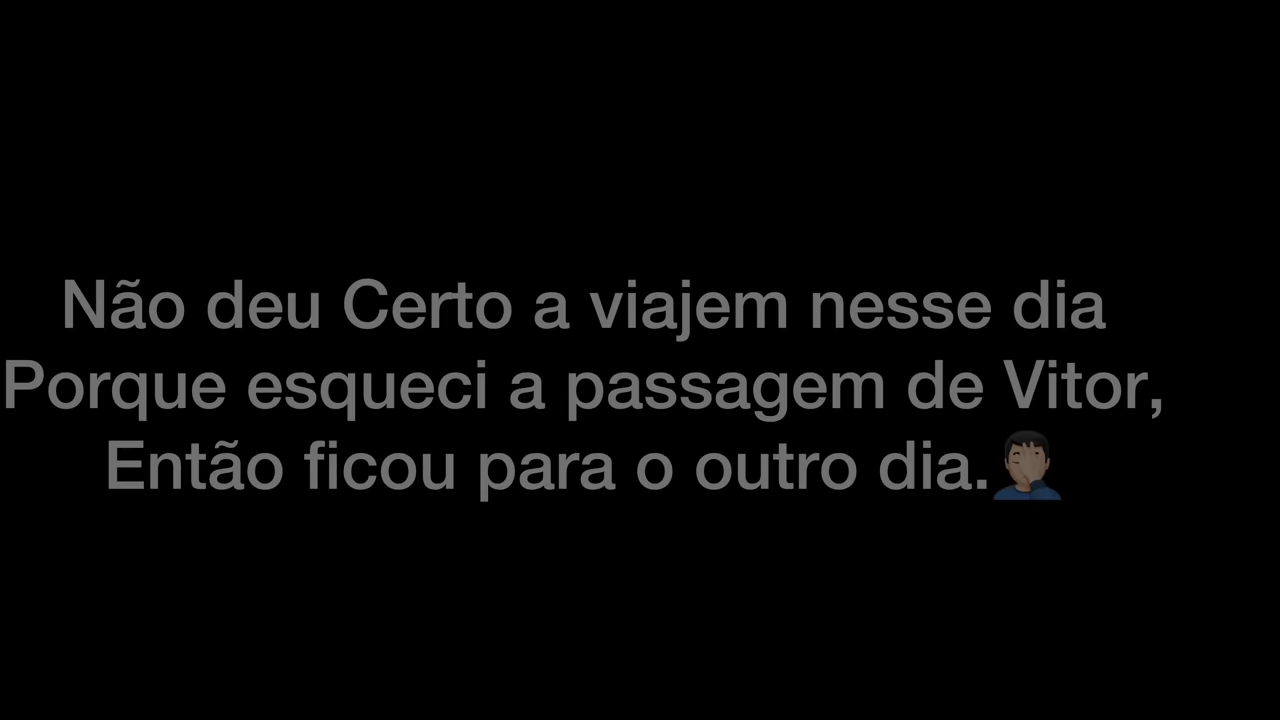 Não deu Certo a viajem nesse dia
Porque esqueci a passagem de Vitor,
Então ficou para o outro dia.🤦🏻‍♂️